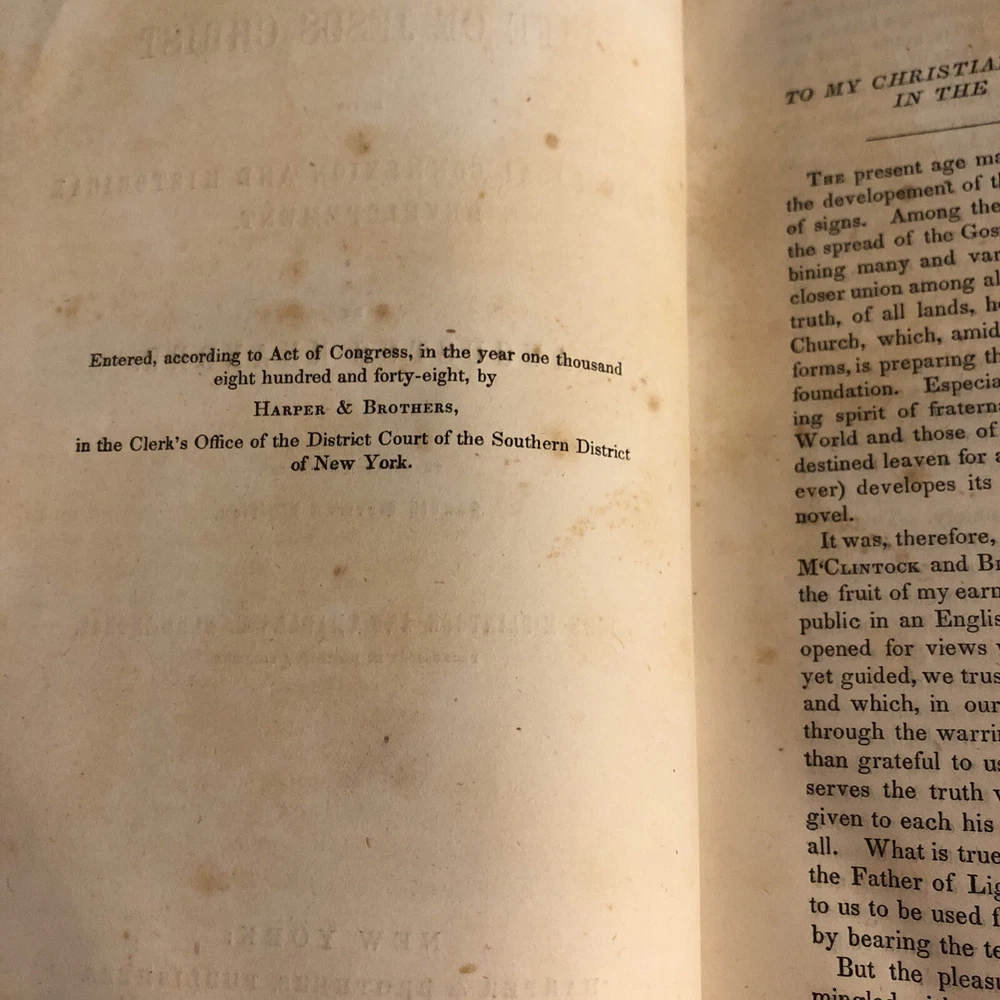 Entered, according to Act of Congress, in the year one thousand
eight hundred and forty-eight, by
HARPER & BROTHERS,
in the Clerk's Office of the District Court of the Southern District
of New York.
TO MY CHRISTIA
IN THE
THE present age ma
the developement of t
of signs. Among the
the spread of the Gos
bining many and var
closer union among al
truth, of all lands, h
Church, which, amid
forms, is preparing th
foundation. Especia
ing spirit of fratern
World and those of
destined leaven for a
ever) developes its
novel.
It was, therefore,
M‘CLINTOCK and B
the fruit of my earn
public in an Englis
opened for views
yet guided, we trus
and which, in our
through the warri
than grateful to u
serves the truth
given to each his
all. What is true
the Father of Lig
to us to be used f
by bearing the te
But the pleas